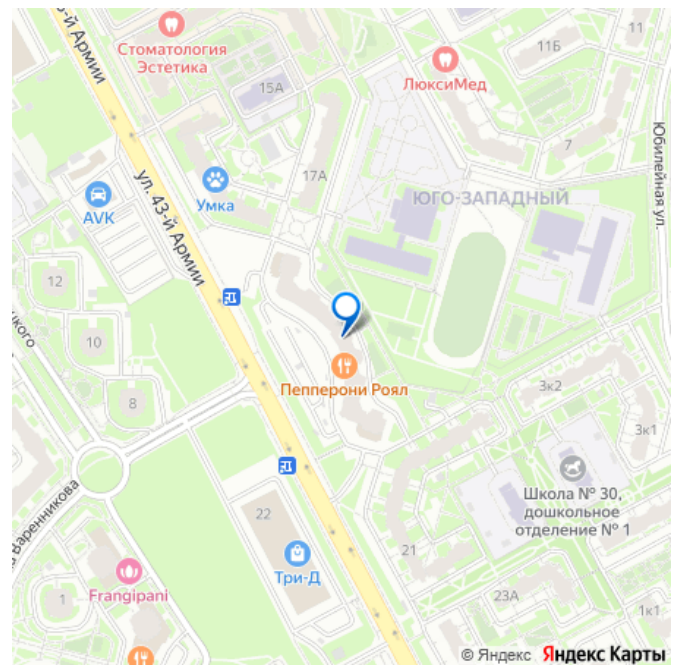 11
11Б
Стоматология
Эстетика
й Армии
15А
ЛюксиМед
7
Юбилейная ул.
17А
Умка
AVK
ул. 43-й Армии
ЮГО-ЗАПАДНЫЙ
12
10
8
Пепперони Роял
3к2
3к1
Школа № 30,
дошкольное
отделение № 1
22
Три-Д
21
23А
1к1
Варенникова
Frangipani
1
© Яндекс Яндекс Карты